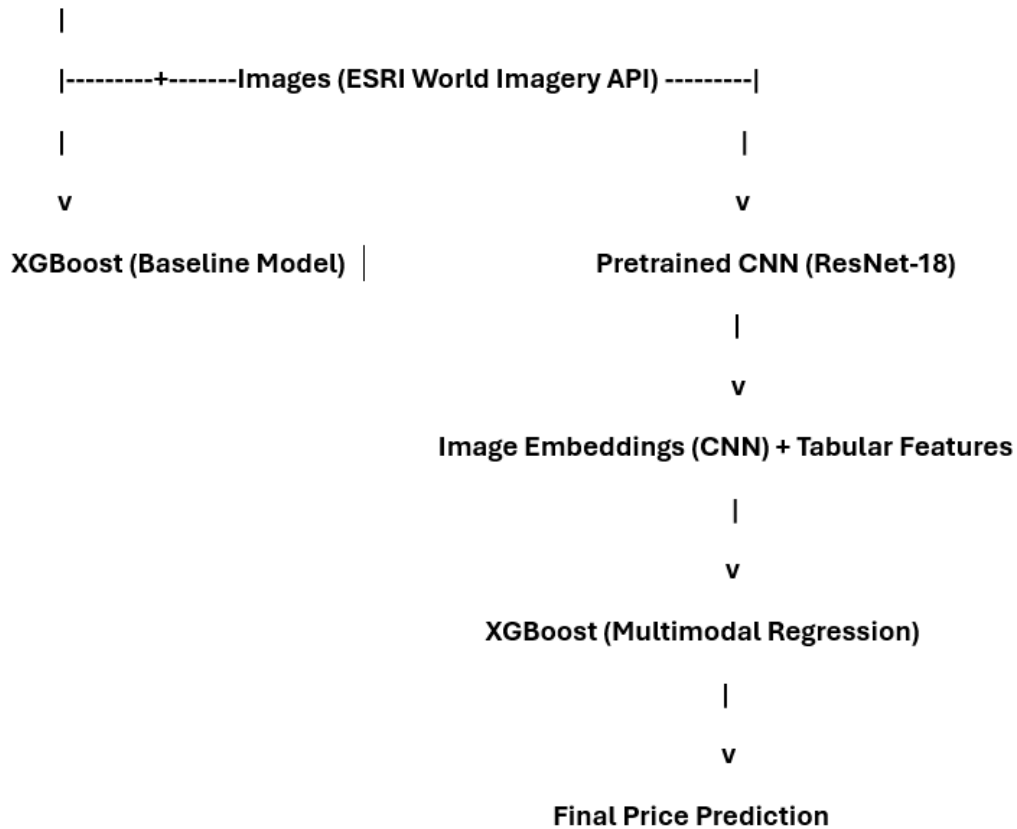 |
|---------+-------Images (ESRI World Imagery API) ---------|
| |
v v
XGBoost (Baseline Model) Pretrained CNN (ResNet-18)
|
v
Image Embeddings (CNN) + Tabular Features
|
v
XGBoost (Multimodal Regression)
|
v
Final Price Prediction